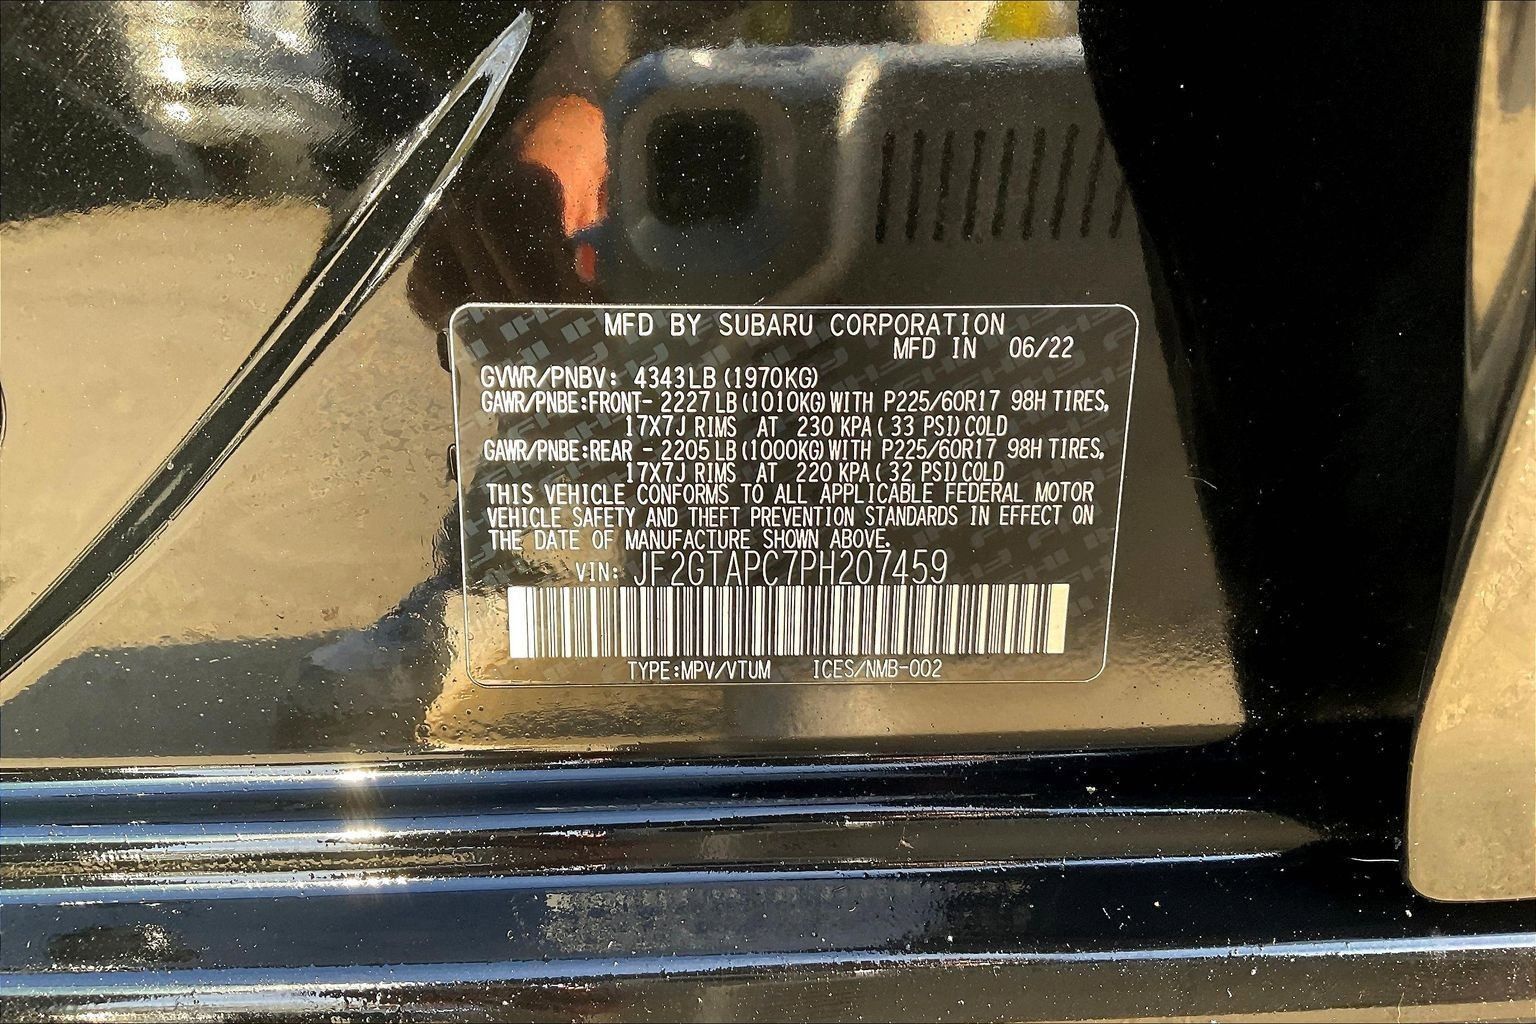 MFD BY SUBARU CORPORATION
MFD IN 06/22
GVWR/PNBV: 4343LB (1970KG)
GAWR/PNBE:FRONT- 2227LB (1010KG) WITH P225/60R17 98H TIRES,
17X7J RIMS AT 230 KPA ( 33 PSI) COLD
GAWR/PNBE:REAR - 2205LB (1000KG) WITH P225/60R17 98H TIRES,
17X7J RIMS AT 220 KPA ( 32 PSI) COLD
THIS VEHICLE CONFORMS TO ALL APPLICABLE FEDERAL MOTOR
VEHICLE SAFETY AND THEFT PREVENTION STANDARDS IN EFFECT ON
THE DATE OF MANUFACTURE SHOWN ABOVE.
VIN: JF2GTAPC7PH207459
TYPE:MPV/VTUM ICES/NMB-002